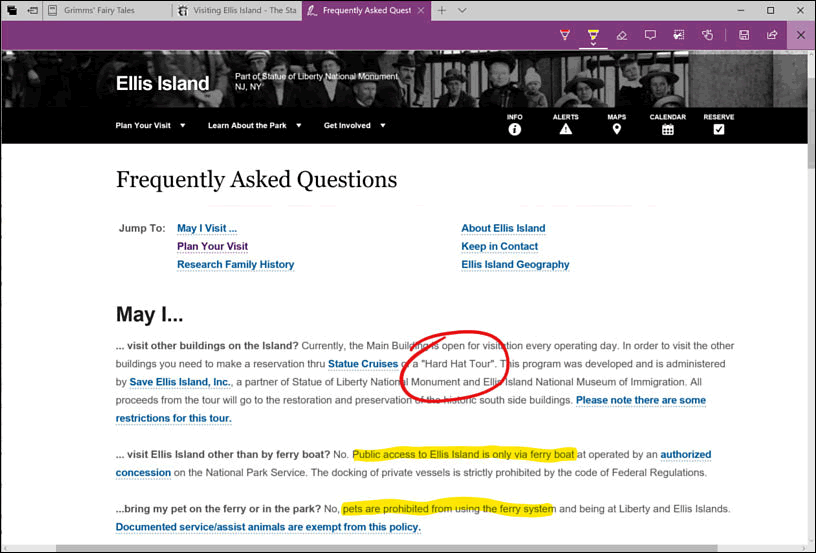 Grimms' Fairy Tales
Visiting Ellis Island - The Sta
Frequently Asked Quest
Ellis Island
Part of Statue of Liberty National Monument
NJ, NY
Plan Your Visit
Learn About the Park
Get Involved
INFO
ALERTS
MAPS
CALENDAR
RESERVE
Frequently Asked Questions
Jump To:
May I Visit ...
About Ellis Island
Plan Your Visit
Keep in Contact
Research Family History
Ellis Island Geography
May I...
... visit other buildings on the Island? Currently, the Main Building is open for visitation every operating day. In order to visit the other
buildings you need to make a reservation thru Statue Cruises of a "Hard Hat Tour". This program was developed and is administered
by Save Ellis Island, Inc., a partner of Statue of Liberty National Monument and Ellis Island National Museum of Immigration. All
proceeds from the tour will go to the restoration and preservation of the historic south side buildings. Please note there are some
restrictions for this tour.
... visit Ellis Island other than by ferry boat? No. Public access to Ellis Island is only via ferry boat at operated by an authorized
concession on the National Park Service. The docking of private vessels is strictly prohibited by the code of Federal Regulations.
...bring my pet on the ferry or in the park? No, pets are prohibited from using the ferry system and being at Liberty and Ellis Islands.
Documented service/assist animals are exempt from this policy.